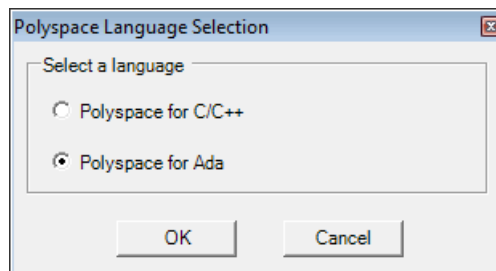 Polyspace Language Selection
Select a language
Polyspace for C/C++
Polyspace for Ada
OK Cancel